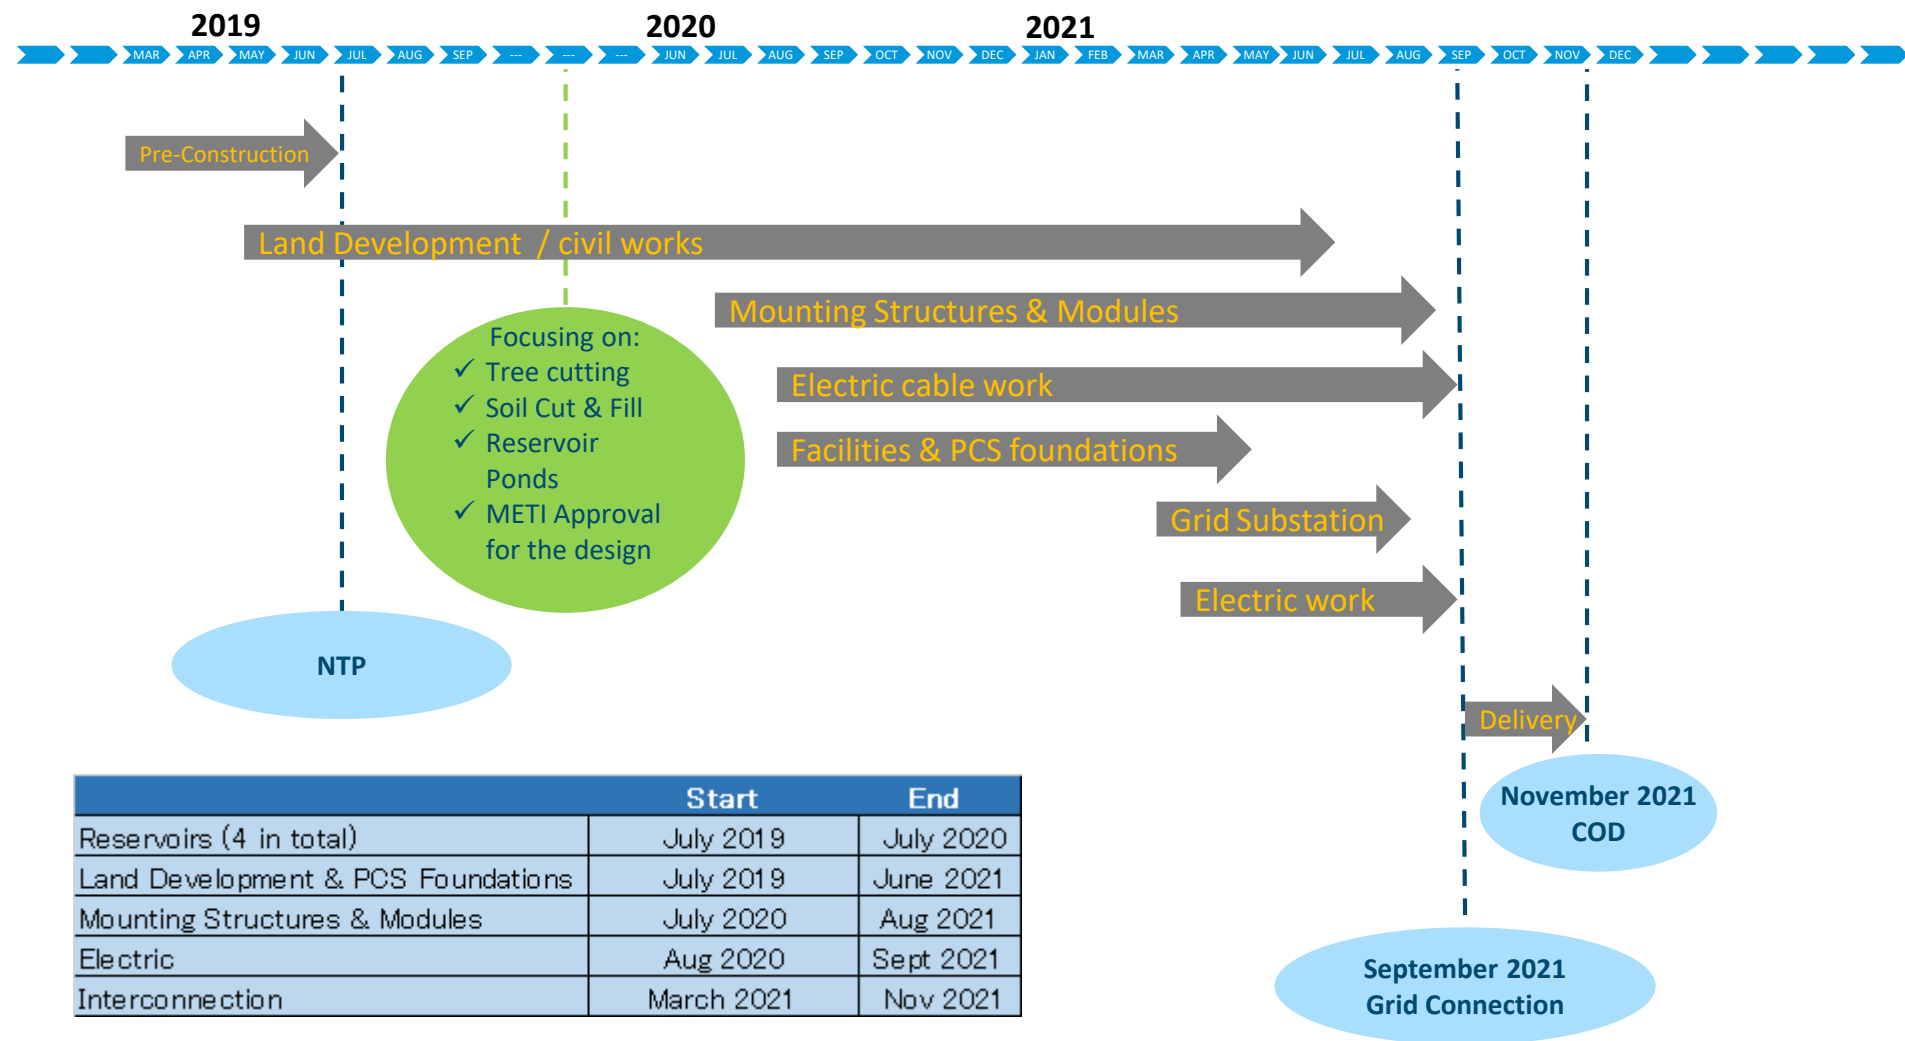 2019 2020 2021
MAR APR MAY JUN JUL AUG SEP --- --- --- JUN JUL AUG SEP OCT NOV DEC JAN FEB MAR APR MAY JUN JUL AUG SEP OCT NOV DEC
Pre-Construction
Land Development / civil works
Mounting Structures & Modules
Focusing on:
✓ Tree cutting
✓ Soil Cut & Fill
✓ Reservoir
Ponds
✓ METI Approval
for the design
Electric cable work
Facilities & PCS foundations
Grid Substation
Electric work
NTP
Delivery
November 2021
COD
September 2021
Grid Connection
Start End
Reservoirs (4 in total) July 2019 July 2020
Land Development & PCS Foundations July 2019 June 2021
Mounting Structures & Modules July 2020 Aug 2021
Electric Aug 2020 Sept 2021
Interconnection March 2021 Nov 2021